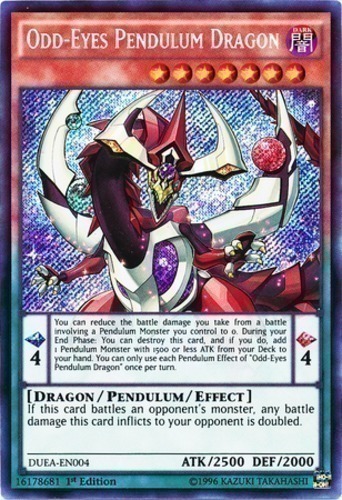 ODD-EYES PENDULUM DRAGON
DARK
闇
You can reduce the battle damage you take from a battle
involving a Pendulum Monster you control to 0. During your
End Phase: You can destroy this card, and if you do, add
1 Pendulum Monster with 1500 or less ATK from your Deck to
your hand. You can only use each Pendulum Effect of "Odd-Eyes
Pendulum Dragon" once per turn.
4
4
[DRAGON / PENDULUM / EFFECT]
If this card battles an opponent's monster, any battle
damage this card inflicts to your opponent is doubled.
DUEA-EN004
ATK/2500 DEF/2000
16178681 1st Edition
©1996 KAZUKI TAKAHASHI